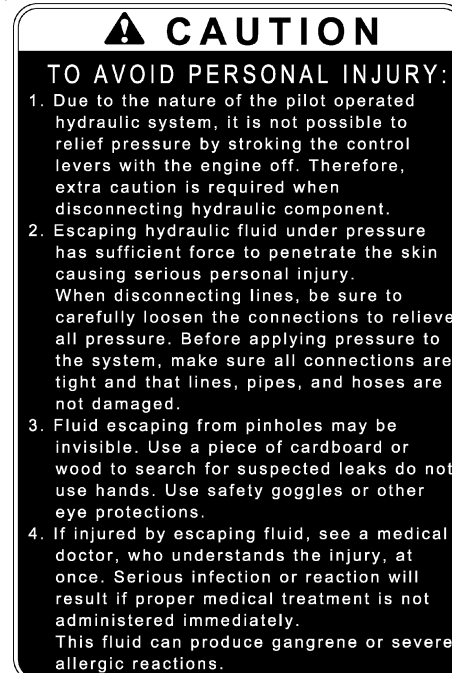 CAUTION
TO AVOID PERSONAL INJURY:
1. Due to the nature of the pilot operated
hydraulic system, it is not possible to
relief pressure by stroking the control
levers with the engine off. Therefore,
extra caution is required when
disconnecting hydraulic component.
2. Escaping hydraulic fluid under pressure
has sufficient force to penetrate the skin
causing serious personal injury.
When disconnecting lines, be sure to
carefully loosen the connections to relieve
all pressure. Before applying pressure to
the system, make sure all connections are
tight and that lines, pipes, and hoses are
not damaged.
3. Fluid escaping from pinholes may be
invisible. Use a piece of cardboard or
wood to search for suspected leaks do not
use hands. Use safety goggles or other
eye protections.
4. If injured by escaping fluid, see a medical
doctor, who understands the injury, at
once. Serious infection or reaction will
result if proper medical treatment is not
administered immediately.
This fluid can produce gangrene or severe
allergic reactions.